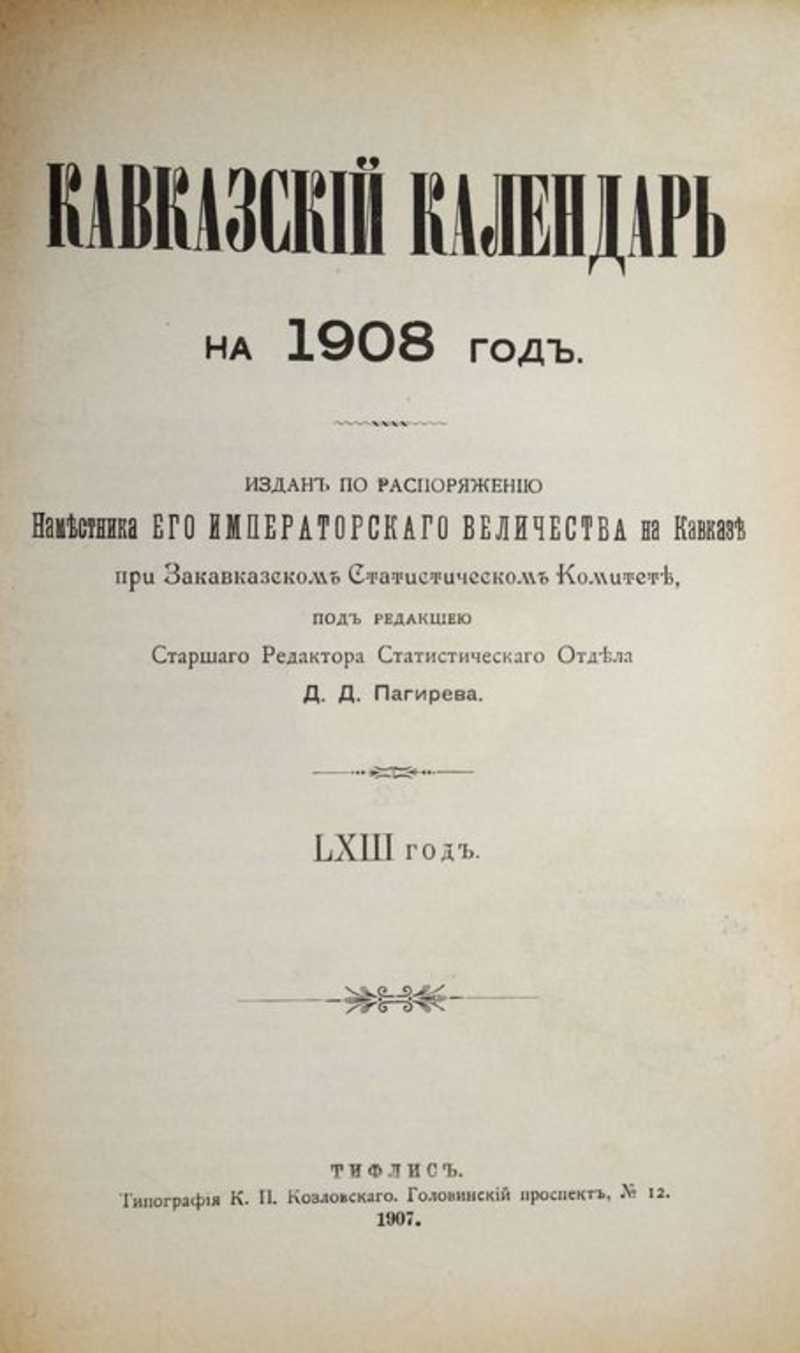 КАВКАЗСКІЙ КАЛЕНДАРЬ
НА 1908 ГОДЪ.
ИЗДАНЪ ПО РАСПОРЯЖЕНІЮ
Намѣстника ЕГО ИМПЕРАТОРСКАГО ВЕЛИЧЕСТВА на Кавказѣ
при Закавказскомъ Статистическомъ Комитетѣ,
ПОДЪ РЕДАКЦІЕЮ
Старшаго Редактора Статистическаго Отдѣла
Д. Д. Пагирева.
LXIII годъ.
ТИФЛИСЪ.
Типографія К. П. Козловскаго. Головинскій проспектъ, № 12.
1907.